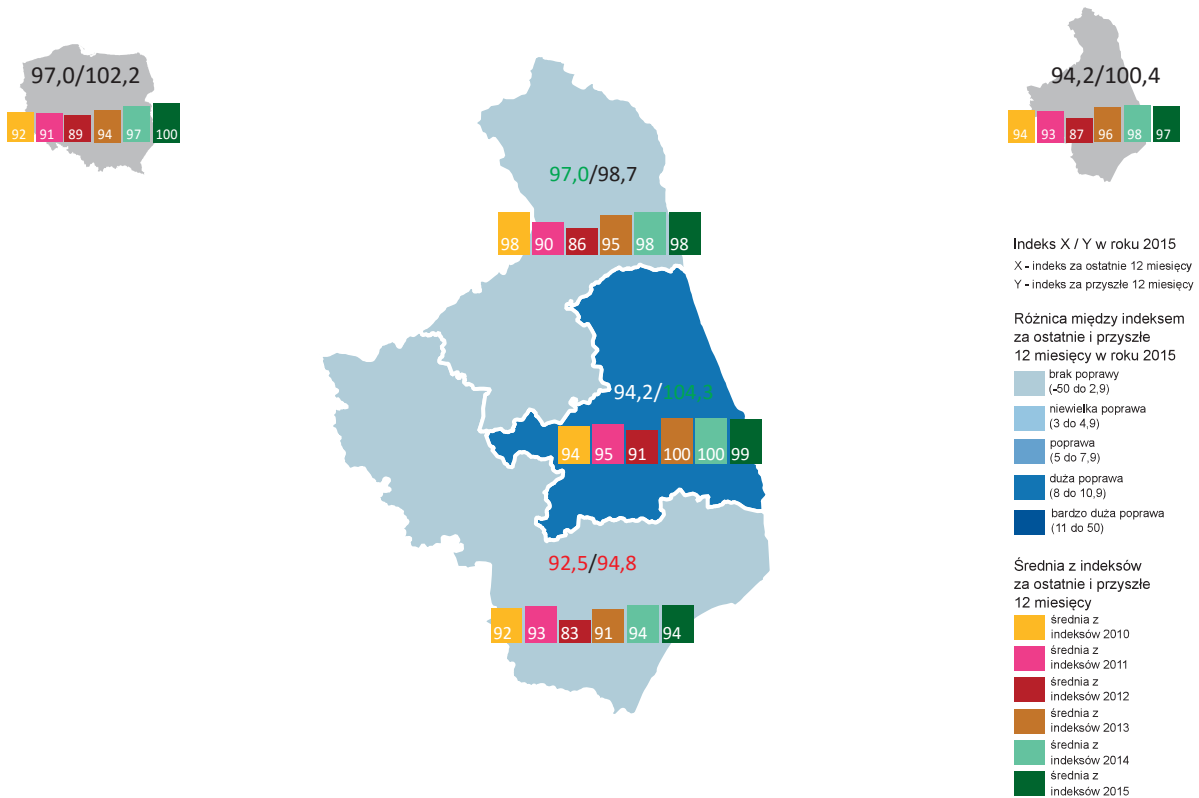 97,0/102,2
92 91 89 94 97 100
94,2/100,4
94 93 87 96 98 97
97,0/98,7
98 90 86 95 98 98
94,2/104,3
94 95 91 100 100 99
92,5/94,8
92 93 83 91 94 94
Indeks X / Y w roku 2015
X - indeks za ostatnie 12 miesięcy
Y - indeks za przyszłe 12 miesięcy
Różnica między indeksem
za ostatnie i przyszłe
12 miesięcy w roku 2015
brak poprawy
(-50 do 2,9)
niewielka poprawa
(3 do 4,9)
poprawa
(5 do 7,9)
duża poprawa
(8 do 10,9)
bardzo duża poprawa
(11 do 50)
Średnia z indeksów
za ostatnie i przyszłe
12 miesięcy
średnia z
indeksów 2010
średnia z
indeksów 2011
średnia z
indeksów 2012
średnia z
indeksów 2013
średnia z
indeksów 2014
średnia z
indeksów 2015